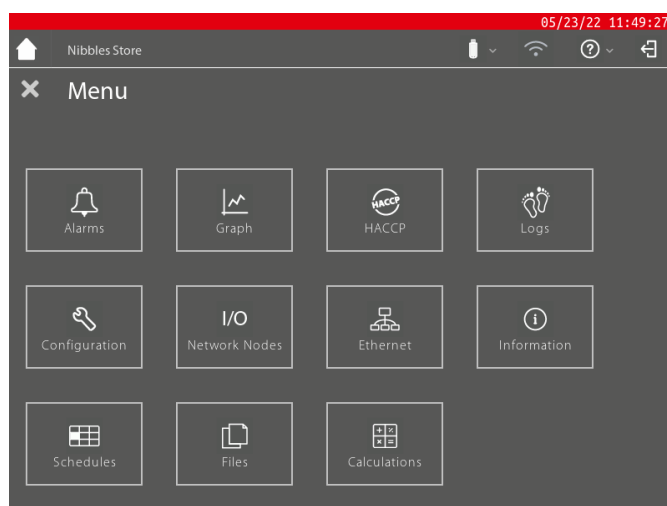 05/23/22 11:49:27
Nibbles Store
?
Menu
HACCP
Alarms
Graph
HACCP
Logs
I/O
i
Configuration
Network Nodes
Ethernet
Information
Schedules
Files
Calculations